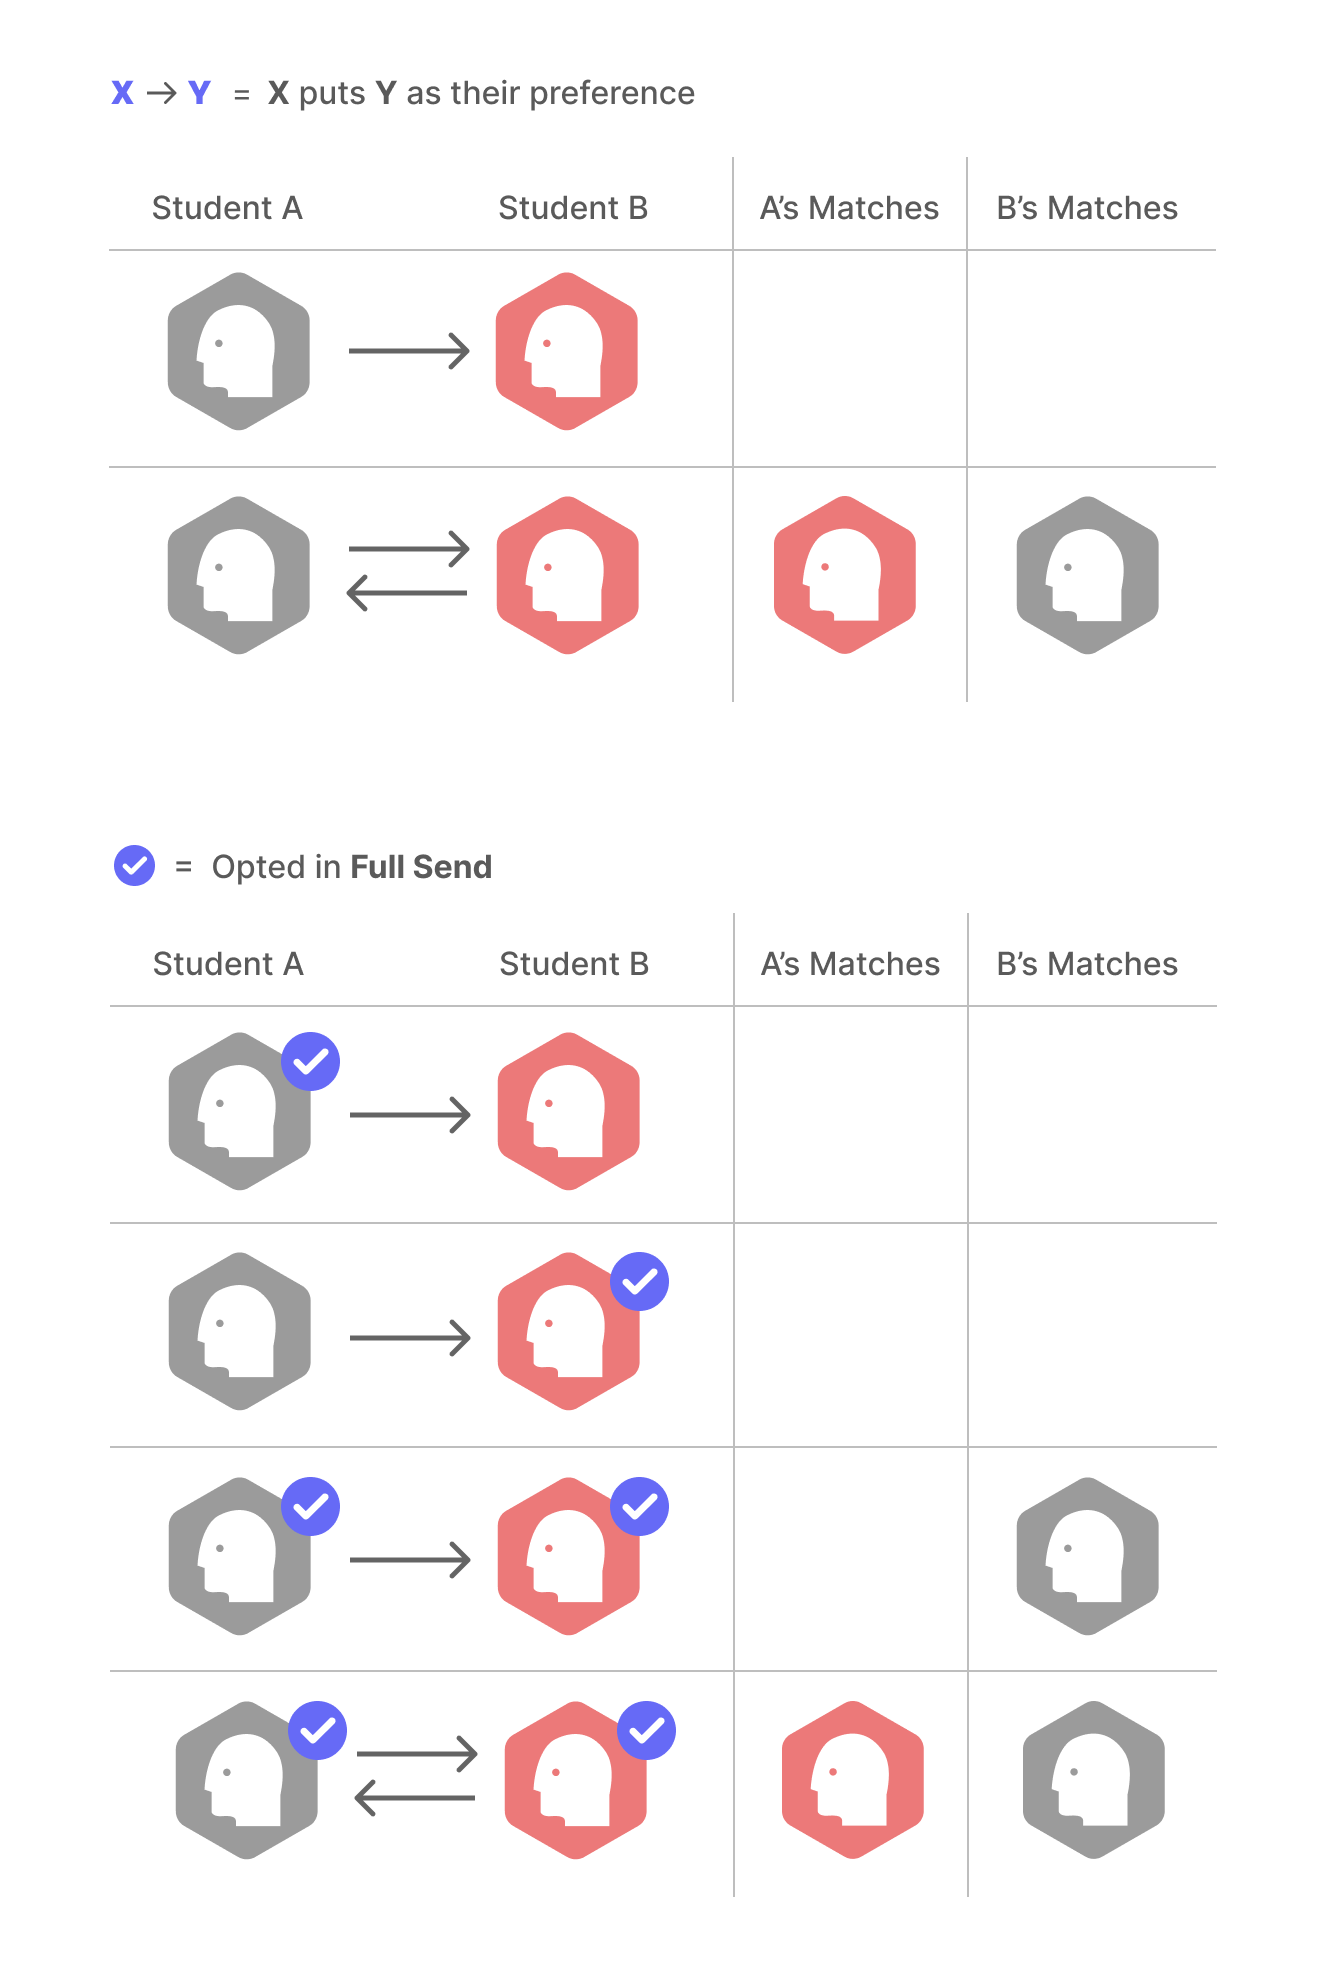 X → Y = X puts Y as their preference
Student A Student B A’s Matches B’s Matches
= Opted in Full Send
Student A Student B A’s Matches B’s Matches